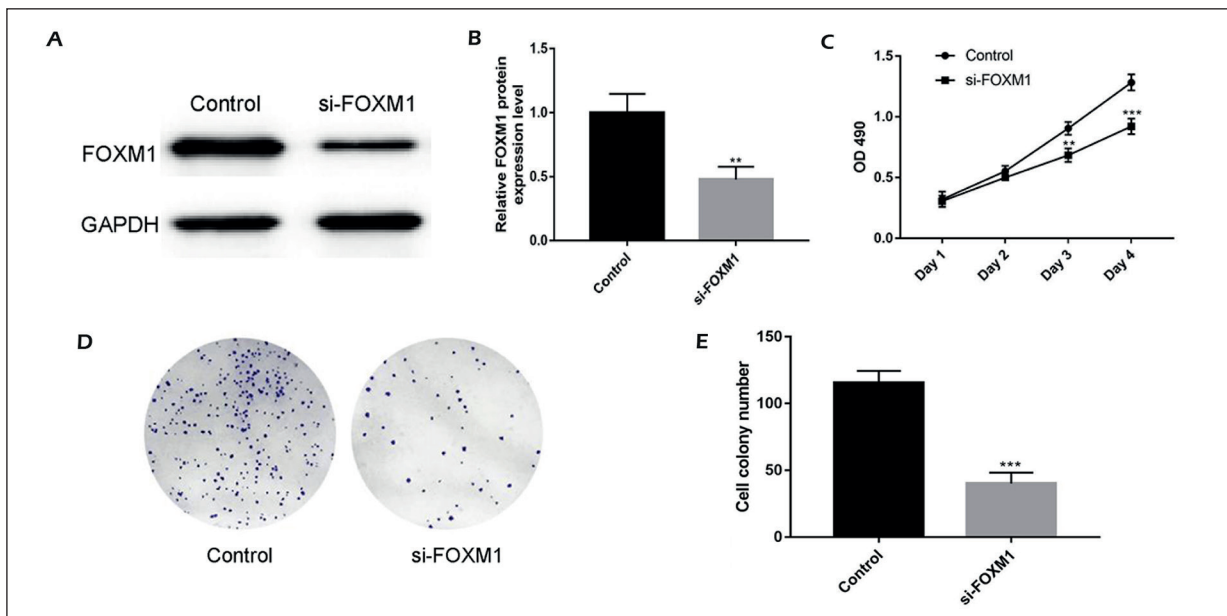 A
Control si-FOXM1
FOXM1
GAPDH
B
Relative FOXM1 protein
expression level
1.5
1.0
0.5
0.0
Control
si-FOXM1
**
C
OD 490
1.5
1.0
0.5
0.0
Control
si-FOXM1
**
***
Day 1
Day 2
Day 3
Day 4
D
Control
si-FOXM1
E
Cell colony number
150
100
50
0
***
Control
si-FOXM1